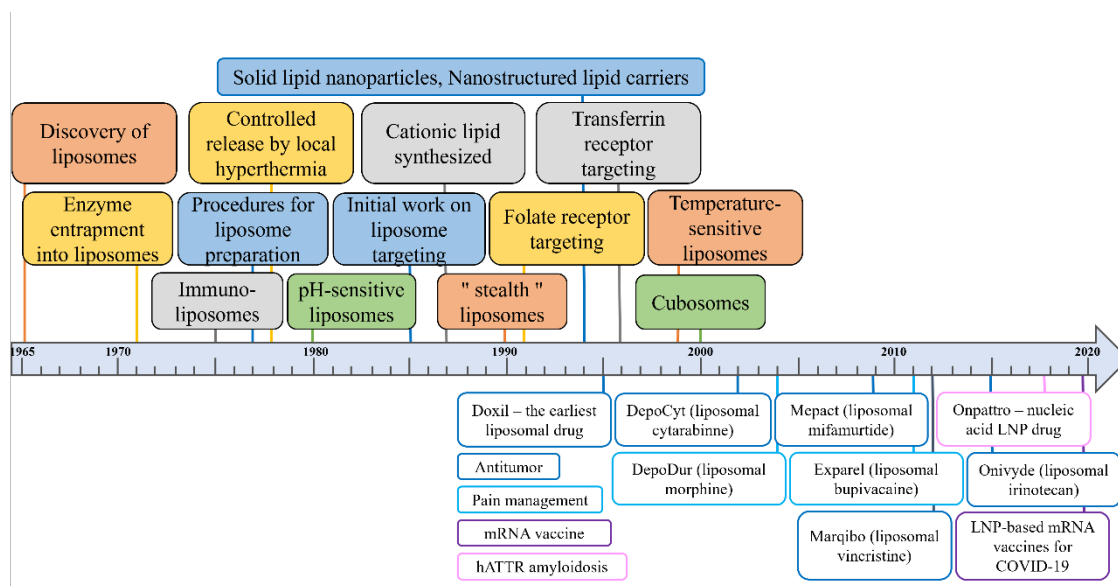 Solid lipid nanoparticles, Nanostructured lipid carriers
Discovery of
liposomes
Controlled
release by local
hyperthermia
Cationic lipid
synthesized
Transferrin
receptor
targeting
Enzyme
entrapment
into liposomes
Procedures for
liposome
preparation
Initial work on
liposome
targeting
Folate receptor
targeting
Temperature-
sensitive
liposomes
Immuno-
liposomes
pH-sensitive
liposomes
" stealth "
liposomes
Cubosomes
1965
1970
1980
1990
2000
2010
2020
Doxil – the earliest
liposomal drug
DepoCyt (liposomal
cytarabinne)
Mepact (liposomal
mifamurtide)
Onpattro – nucleic
acid LNP drug
Antitumor
Pain management
mRNA vaccine
hATTR amyloidosis
DepoDur (liposomal
morphine)
Exparel (liposomal
bupivacaine)
Onivyde (liposomal
irinotecan)
Marqibo (liposomal
vincristine)
LNP-based mRNA
vaccines for
COVID-19